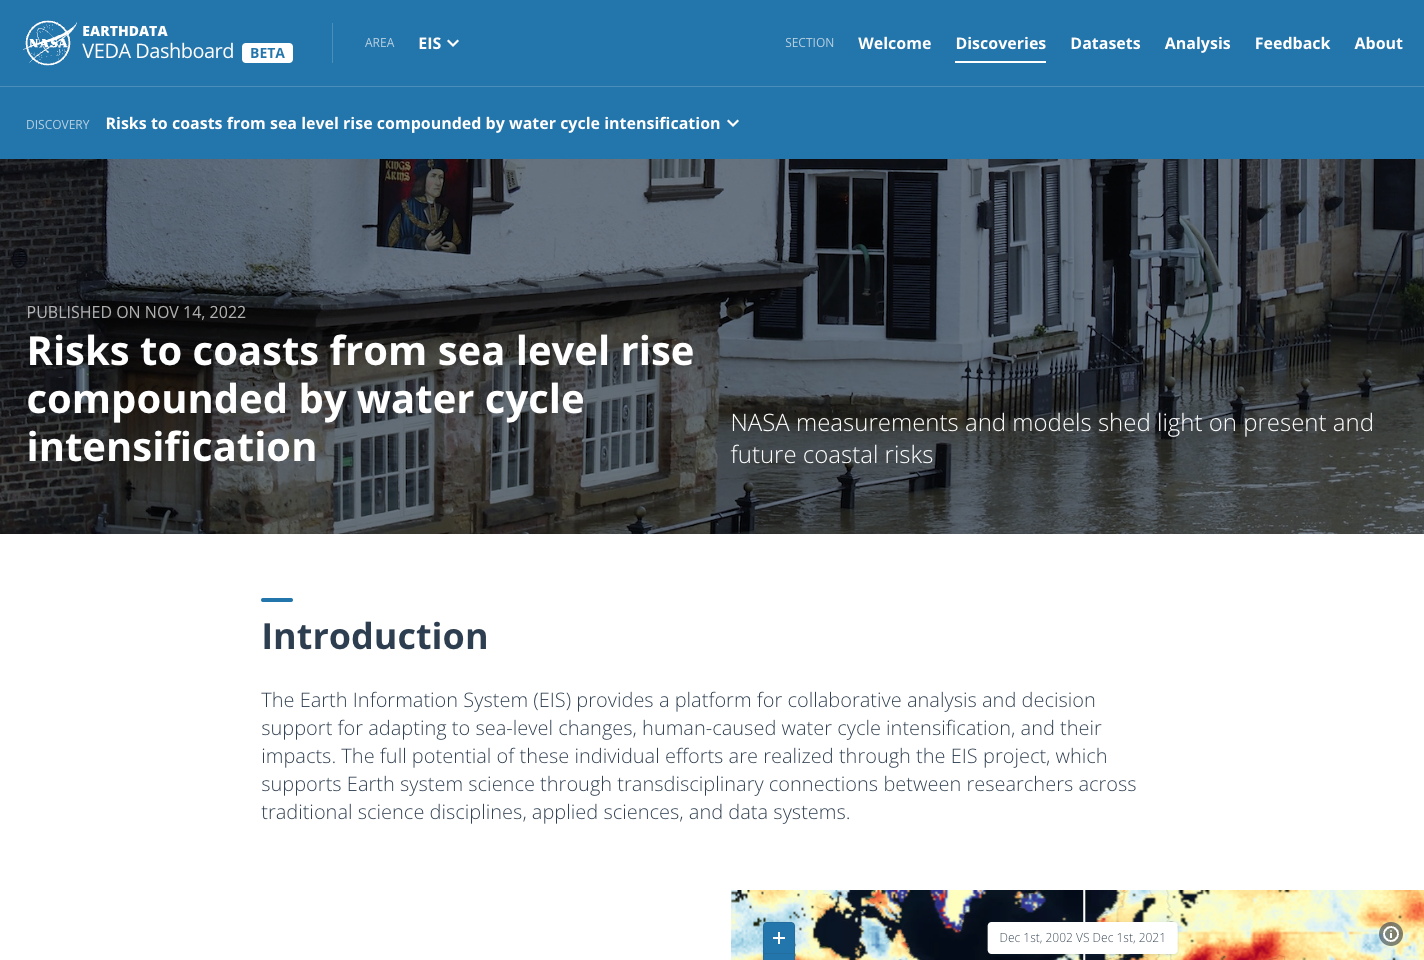 NASA
EARTHDATA
VEDA Dashboard BETA
AREA
EIS
SECTION
Welcome
Discoveries
Datasets
Analysis
Feedback
About
DISCOVERY
Risks to coasts from sea level rise compounded by water cycle intensification
KINGS
ARMS
PUBLISHED ON NOV 14, 2022
Risks to coasts from sea level rise
compounded by water cycle
intensification
NASA measurements and models shed light on present and
future coastal risks
Introduction
The Earth Information System (EIS) provides a platform for collaborative analysis and decision
support for adapting to sea-level changes, human-caused water cycle intensification, and their
impacts. The full potential of these individual efforts are realized through the EIS project, which
supports Earth system science through transdisciplinary connections between researchers across
traditional science disciplines, applied sciences, and data systems.
+
Dec 1st, 2002 VS Dec 1st, 2021